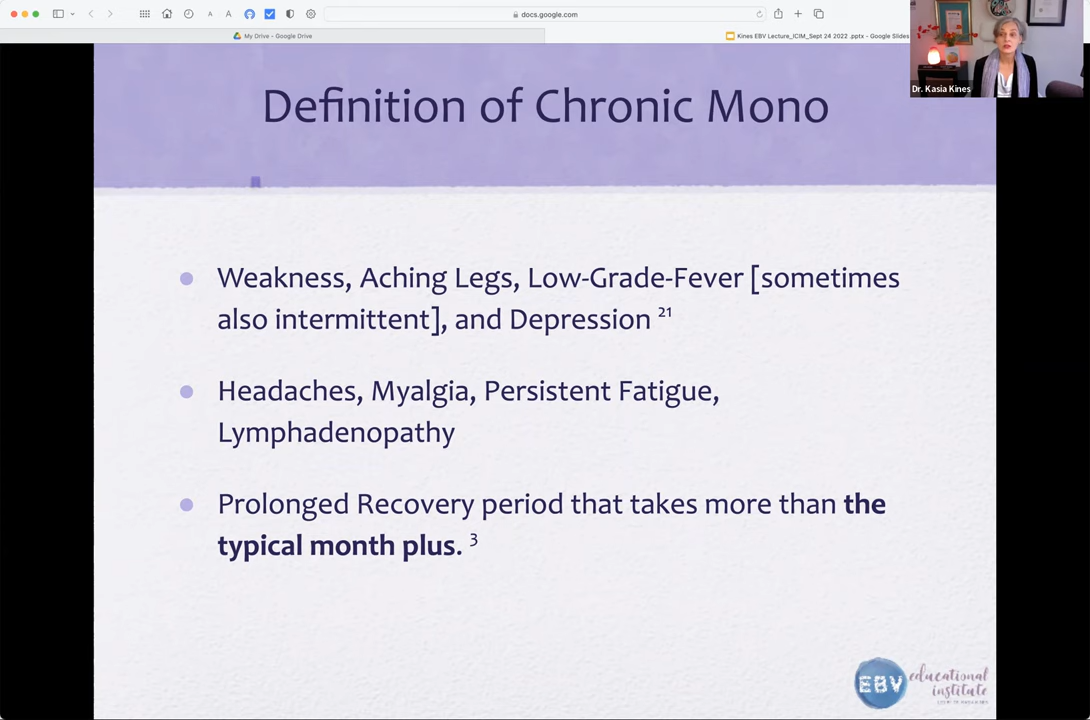 A A
docs.google.com
My Drive - Google Drive
Kines EBV Lecture_ICIM_Sept 24 2022 .pptx - Google Slides
Dr. Kasia Kines
Definition of Chronic Mono
Weakness, Aching Legs, Low-Grade-Fever [sometimes
also intermittent], and Depression 21
Headaches, Myalgia, Persistent Fatigue,
Lymphadenopathy
Prolonged Recovery period that takes more than the
typical month plus. 3
EBV educational
institute